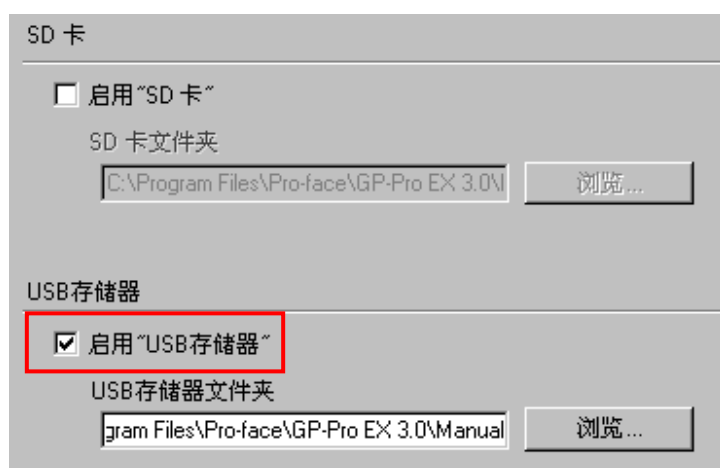 SD 卡
启用"SD 卡"
SD 卡文件夹
C:\Program Files\Pro-face\GP-Pro EX 3.0\
浏览...
USB存储器
启用"USB存储器"
USB存储器文件夹
gram Files\Pro-face\GP-Pro EX 3.0\Manual
浏览...